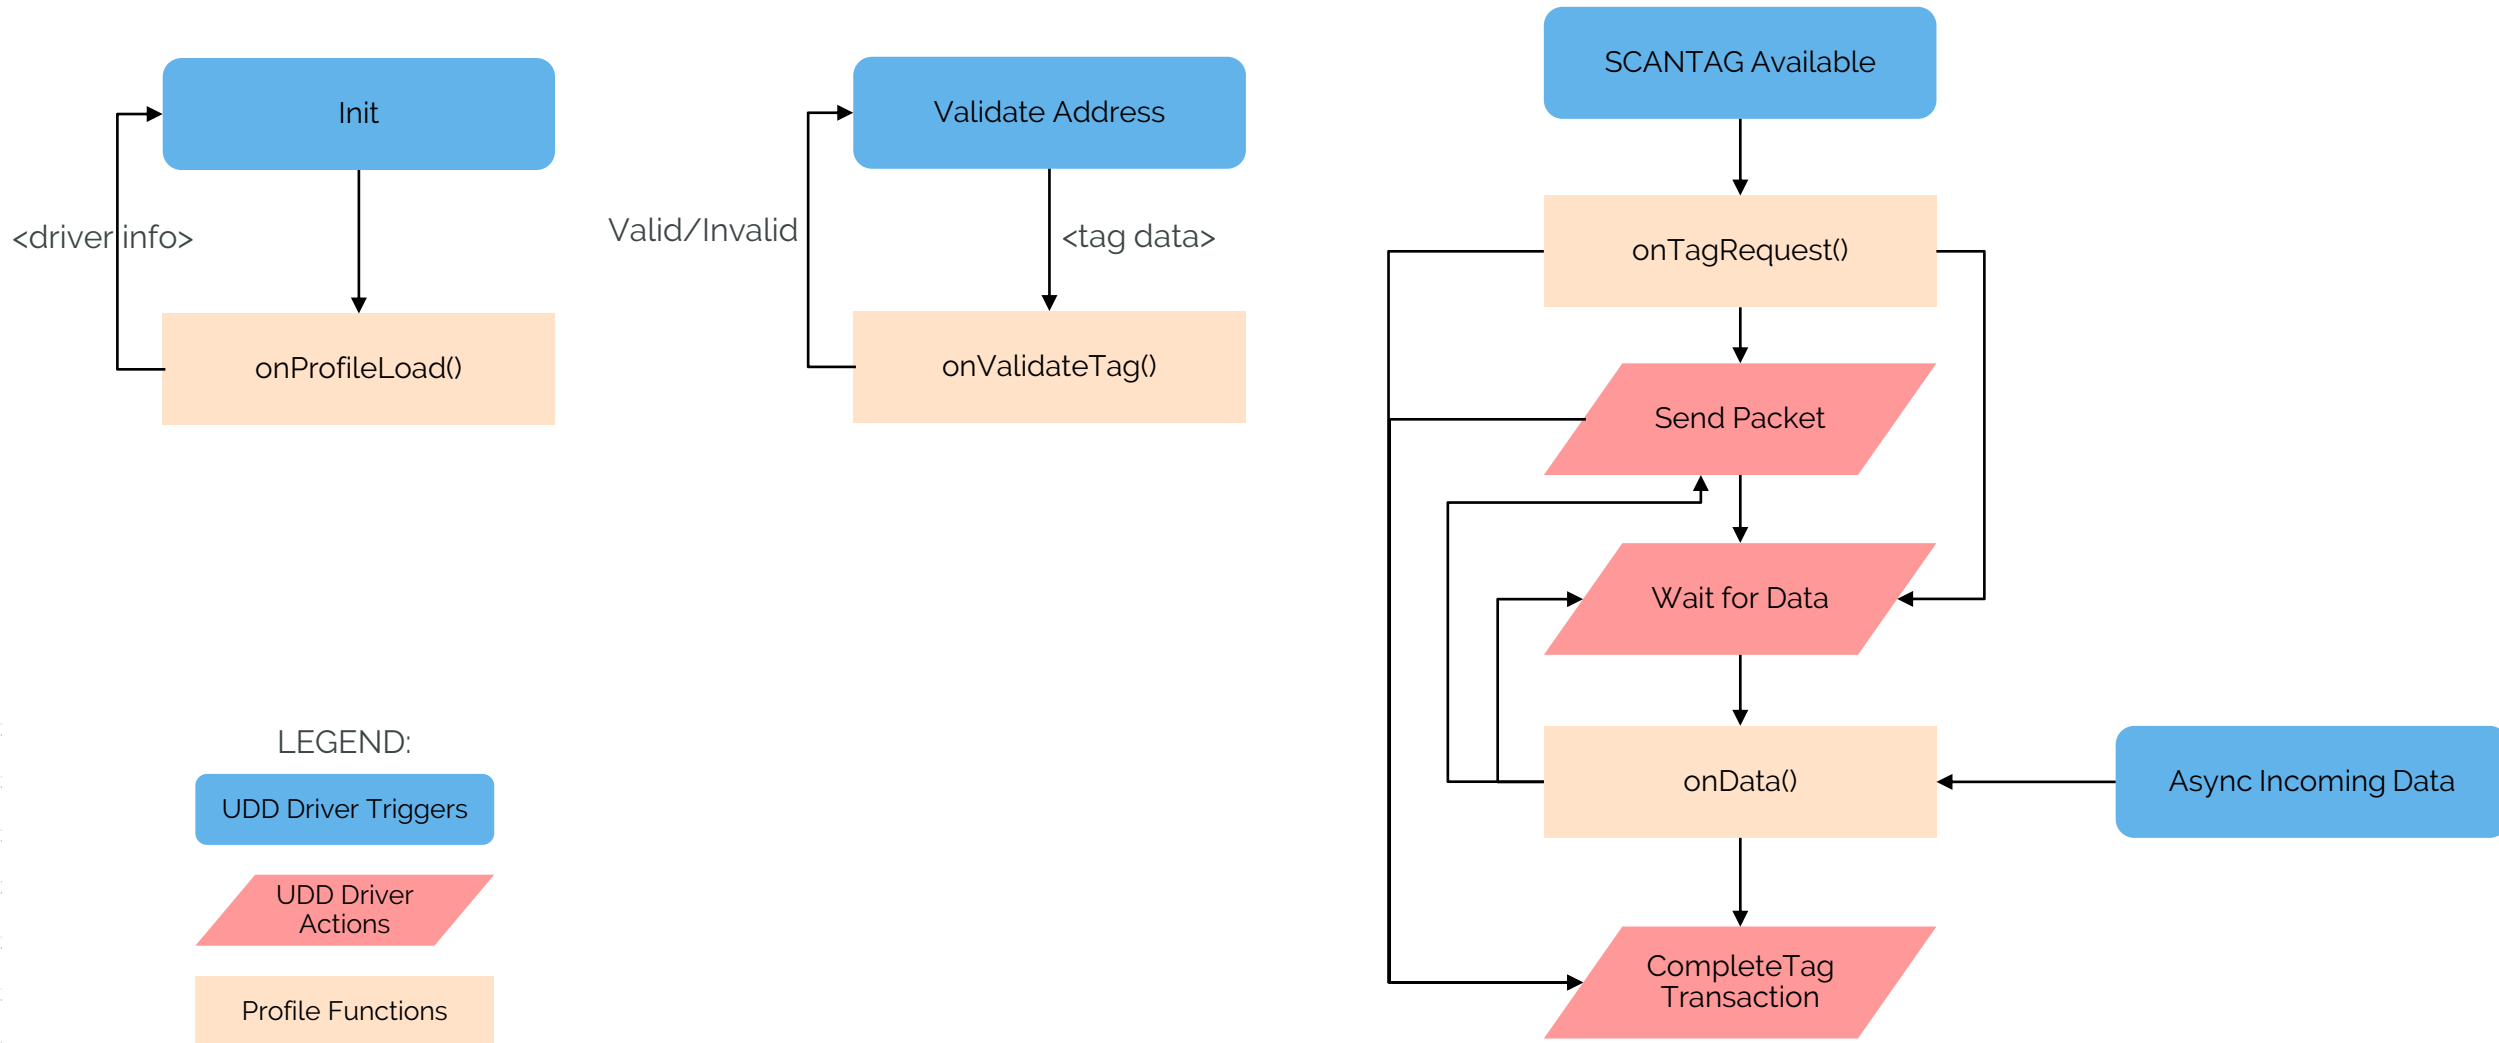 Init
<driver info>
onProfileLoad()
Validate Address
Valid/Invalid
<tag data>
onValidateTag()
SCANTAG Available
onTagRequest()
Send Packet
Wait for Data
onData()
Async Incoming Data
CompleteTag
Transaction
LEGEND:
UDD Driver Triggers
UDD Driver
Actions
Profile Functions